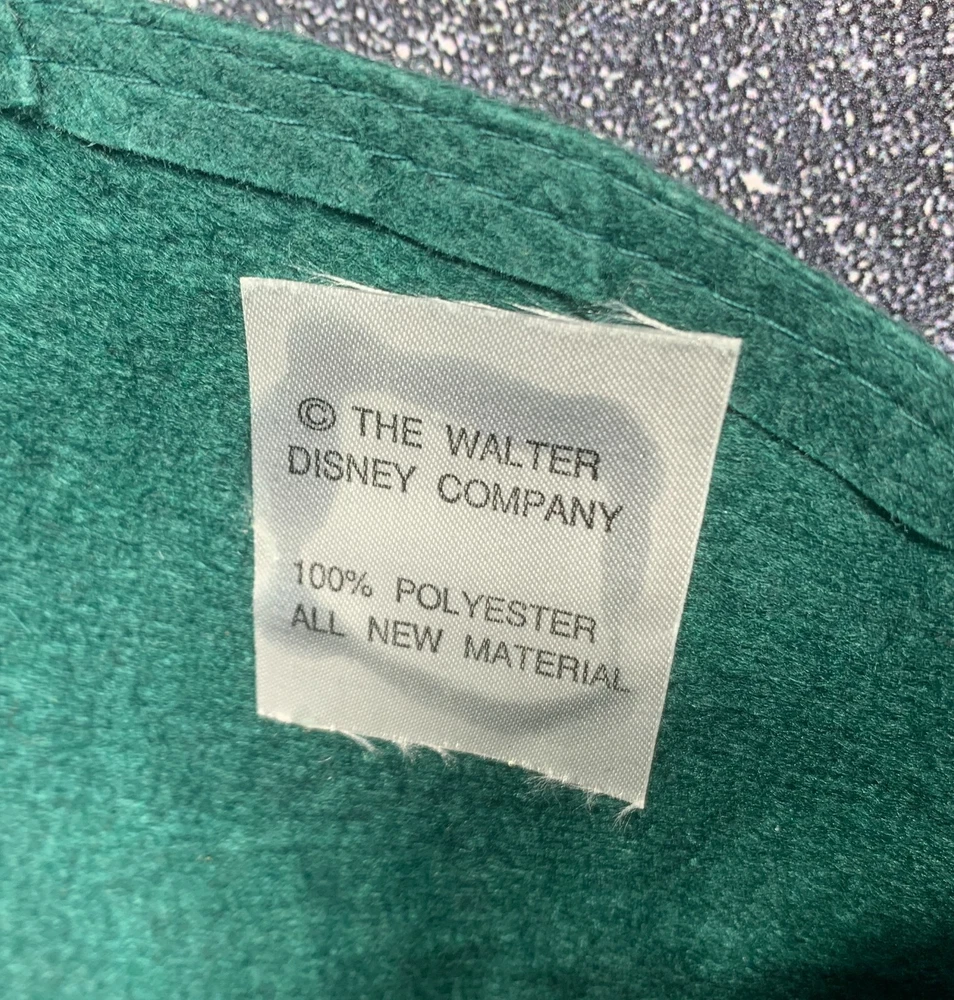 © THE WALTER
DISNEY COMPANY
100% POLYESTER
ALL NEW MATERIAL